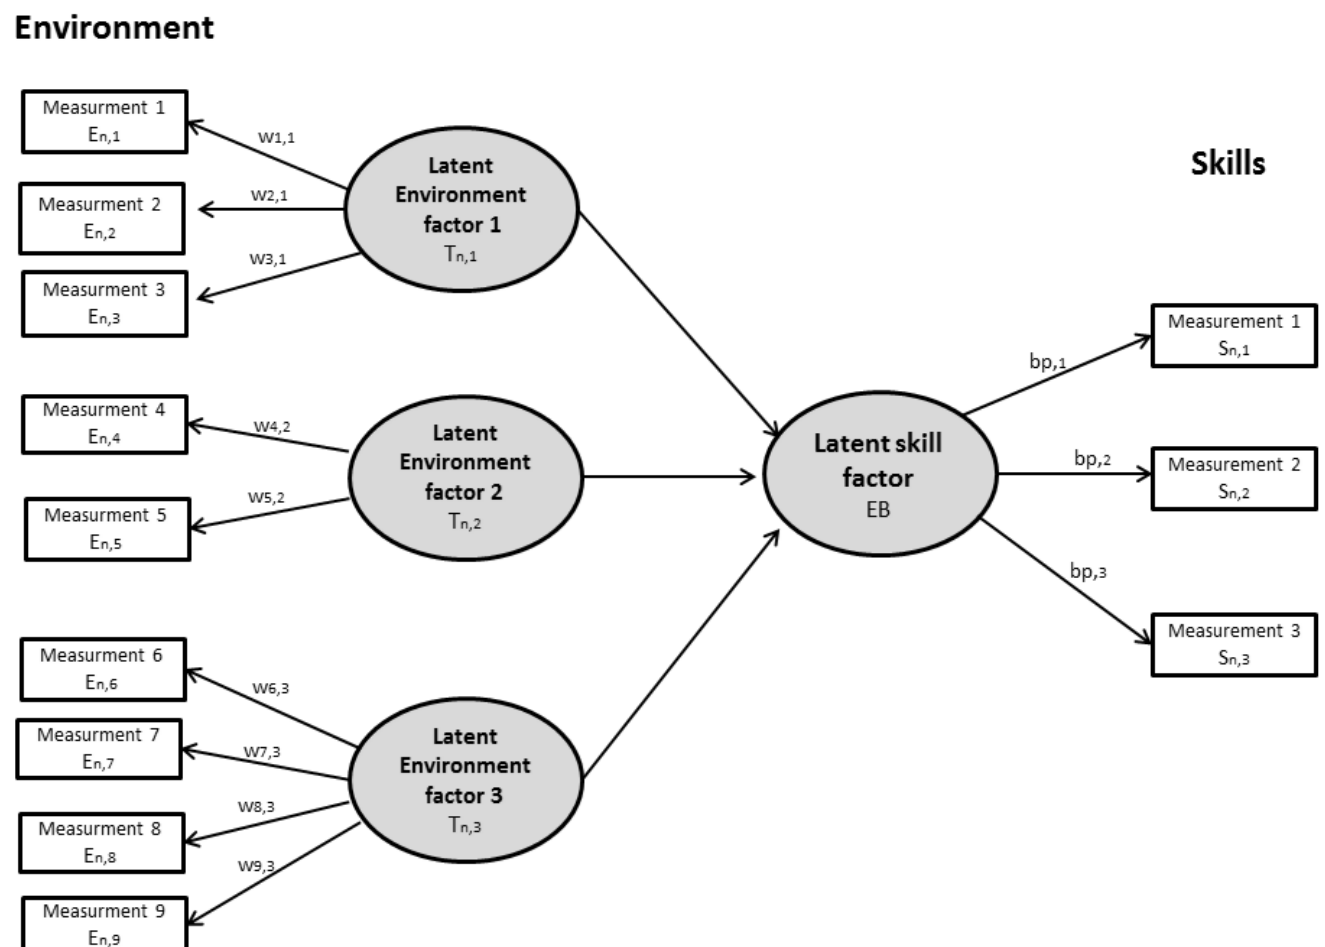 Environment
Measurment 1
En,1
W1,1
Measurment 2
En,2
W2,1
Measurment 3
En,3
W3,1
Latent
Environment
factor 1
Tn,1
Measurment 4
En,4
W4,2
Measurment 5
En,5
W5,2
Latent
Environment
factor 2
Tn,2
Measurment 6
En,6
W6,3
Measurment 7
En,7
W7,3
Measurment 8
En,8
W8,3
Measurment 9
En,9
W9,3
Latent
Environment
factor 3
Tn,3
Latent skill
factor
EB
Skills
bp,1
Measurement 1
Sn,1
bp,2
Measurement 2
Sn,2
bp,3
Measurement 3
Sn,3